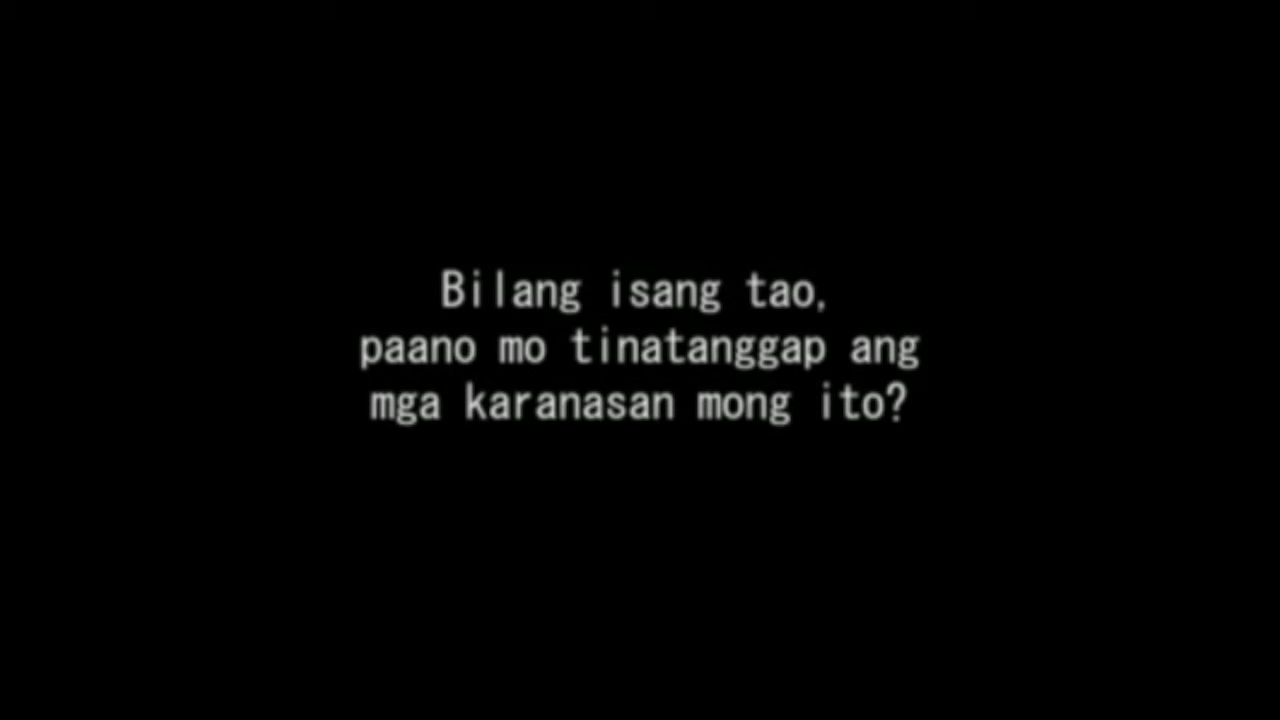 Bilang isang tao,
paano mo tinatanggap ang
mga karanasan mong ito?